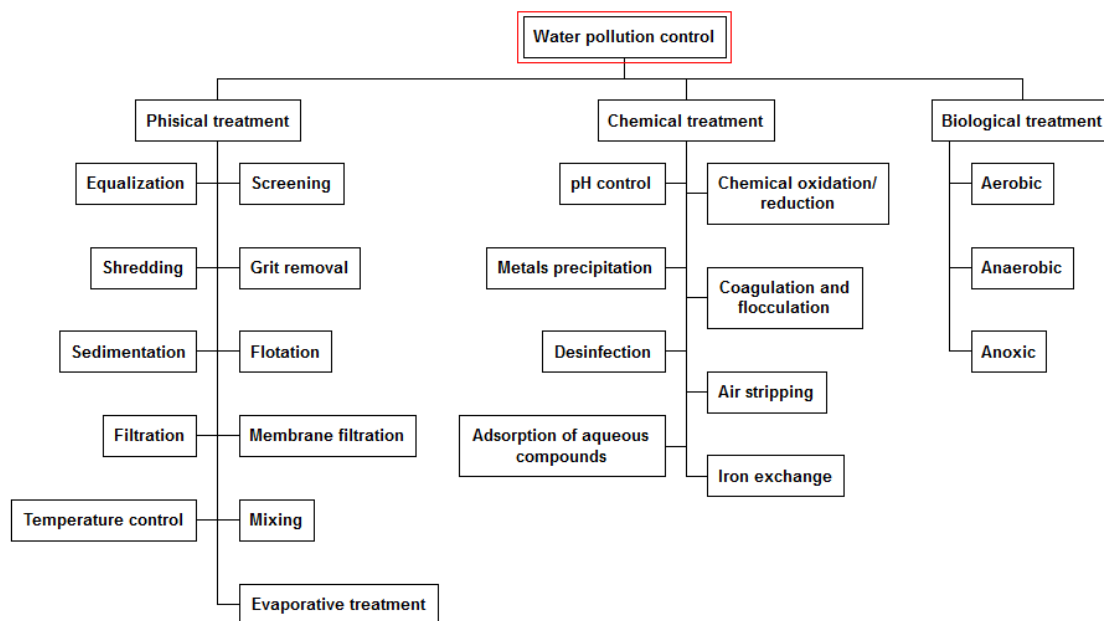 Water pollution control
Phisical treatment
Chemical treatment
Biological treatment
Equalization
Screening
Shredding
Grit removal
Sedimentation
Flotation
Filtration
Membrane filtration
Temperature control
Mixing
Evaporative treatment
pH control
Chemical oxidation/
reduction
Metals precipitation
Coagulation and
flocculation
Desinfection
Air stripping
Adsorption of aqueous
compounds
Iron exchange
Aerobic
Anaerobic
Anoxic